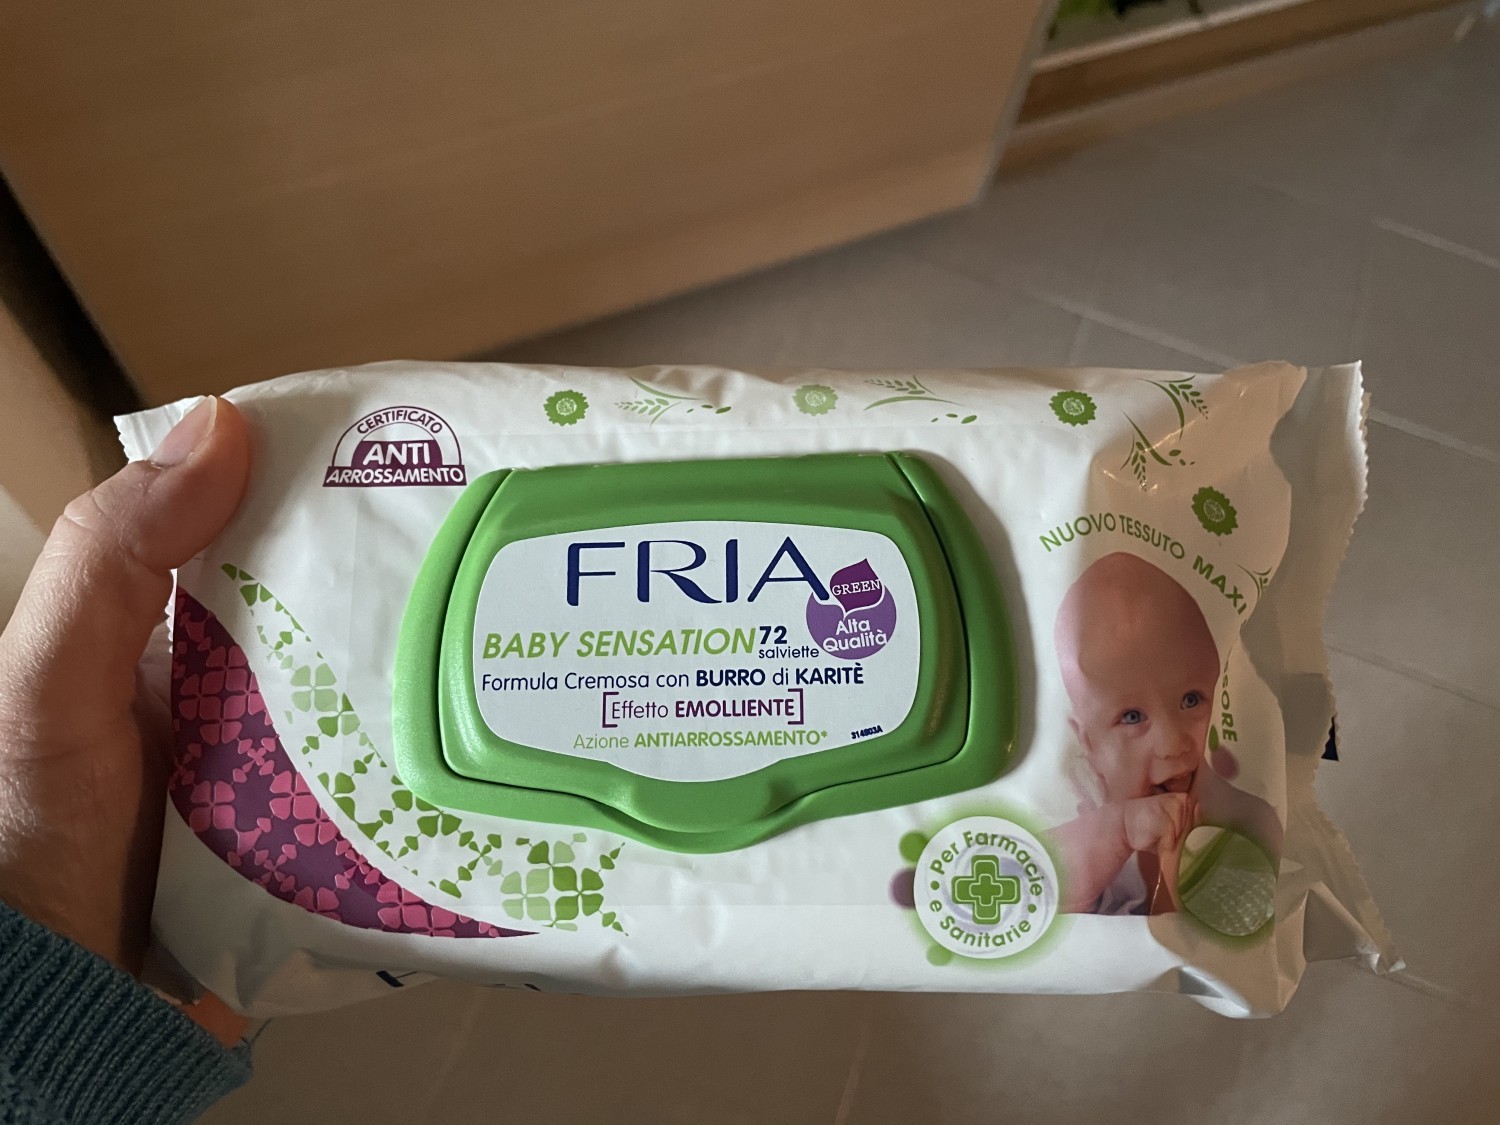 CERTIFICATO
ANTI
ARROSSAMENTO
FRIA
GREEN
Alta
Qualità
BABY SENSATION 72
salviette
Formula Cremosa con BURRO di KARITÈ
[Effetto EMOLLIENTE]
Azione ANTIARROSSAMENTO*
314803A
NUOVO TESSUTO MAXI
Per Farmacie
e Sanitarie